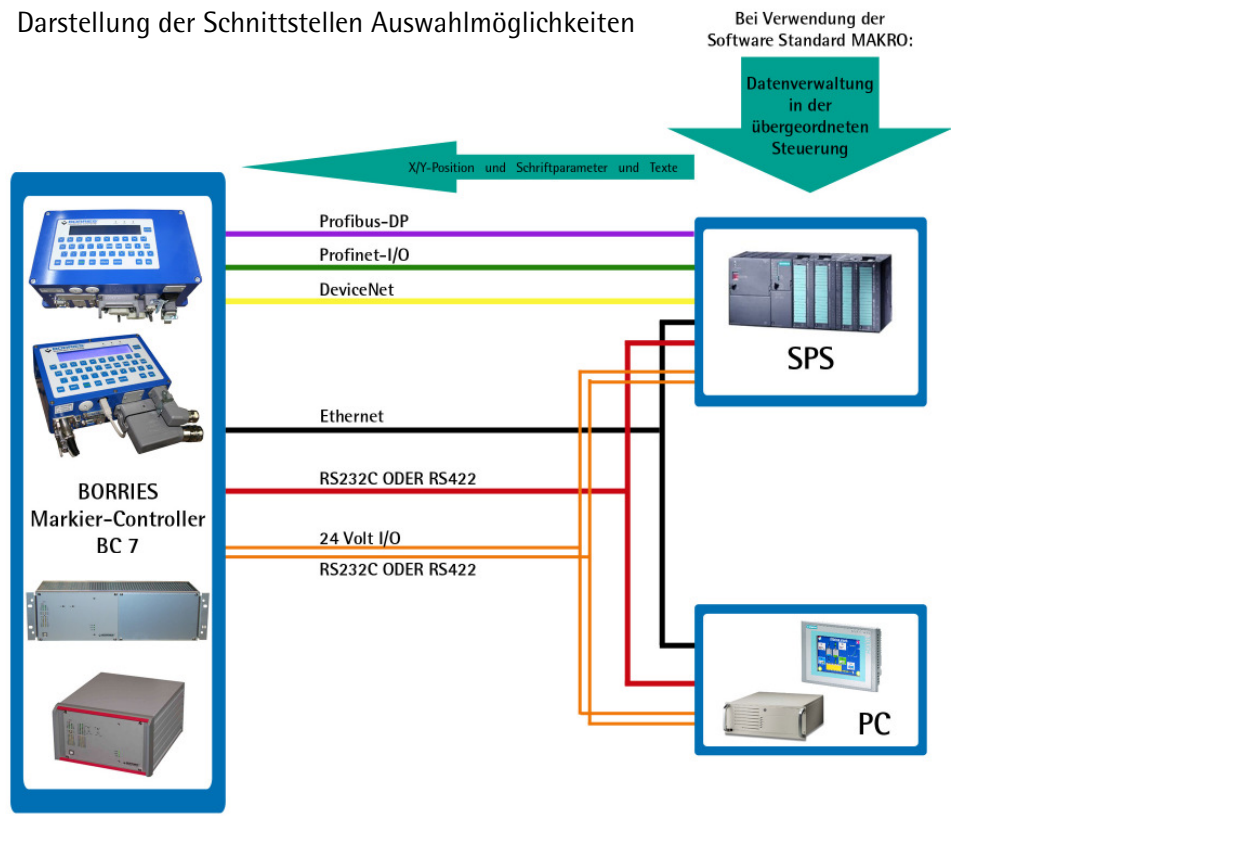 Darstellung der Schnittstellen Auswahlmöglichkeiten
Bei Verwendung der
Software Standard MAKRO:
Datenverwaltung
in der
übergeordneten
Steuerung
X/Y-Position und Schriftparameter und Texte
Profibus-DP
Profinet-I/O
DeviceNet
SPS
Ethernet
RS232C ODER RS422
BORRIES
Markier-Controller
BC 7
24 Volt I/O
RS232C ODER RS422
PC